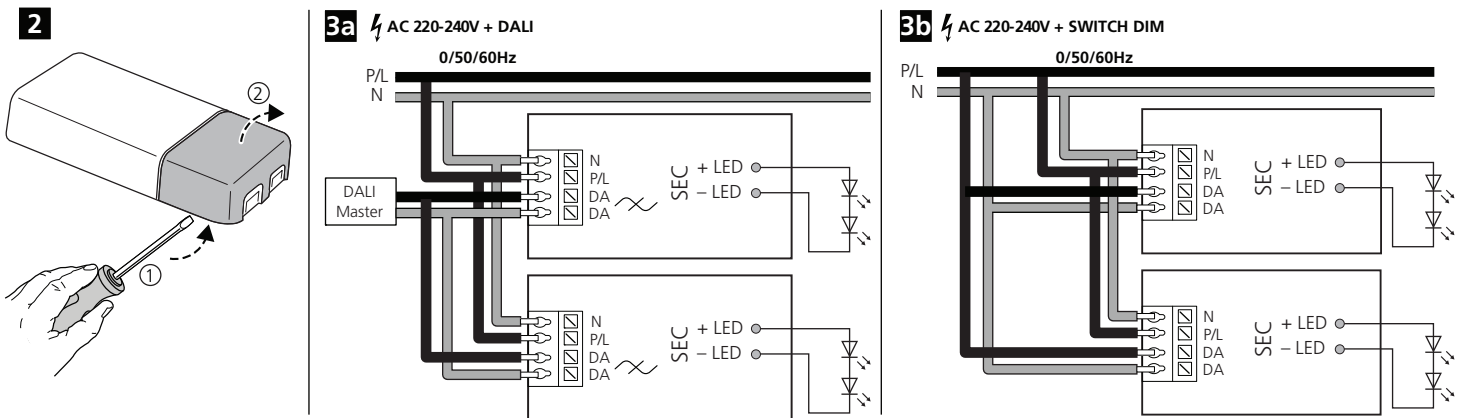 2
②
①
3a AC 220-240V + DALI
0/50/60Hz
P/L
N
N
P/L
DA
DA
SEC
+ LED
– LED
DALI
Master
N
P/L
DA
DA
SEC
+ LED
– LED
3b AC 220-240V + SWITCH DIM
0/50/60Hz
P/L
N
N
P/L
DA
DA
SEC
+ LED
– LED
N
P/L
DA
DA
SEC
+ LED
– LED